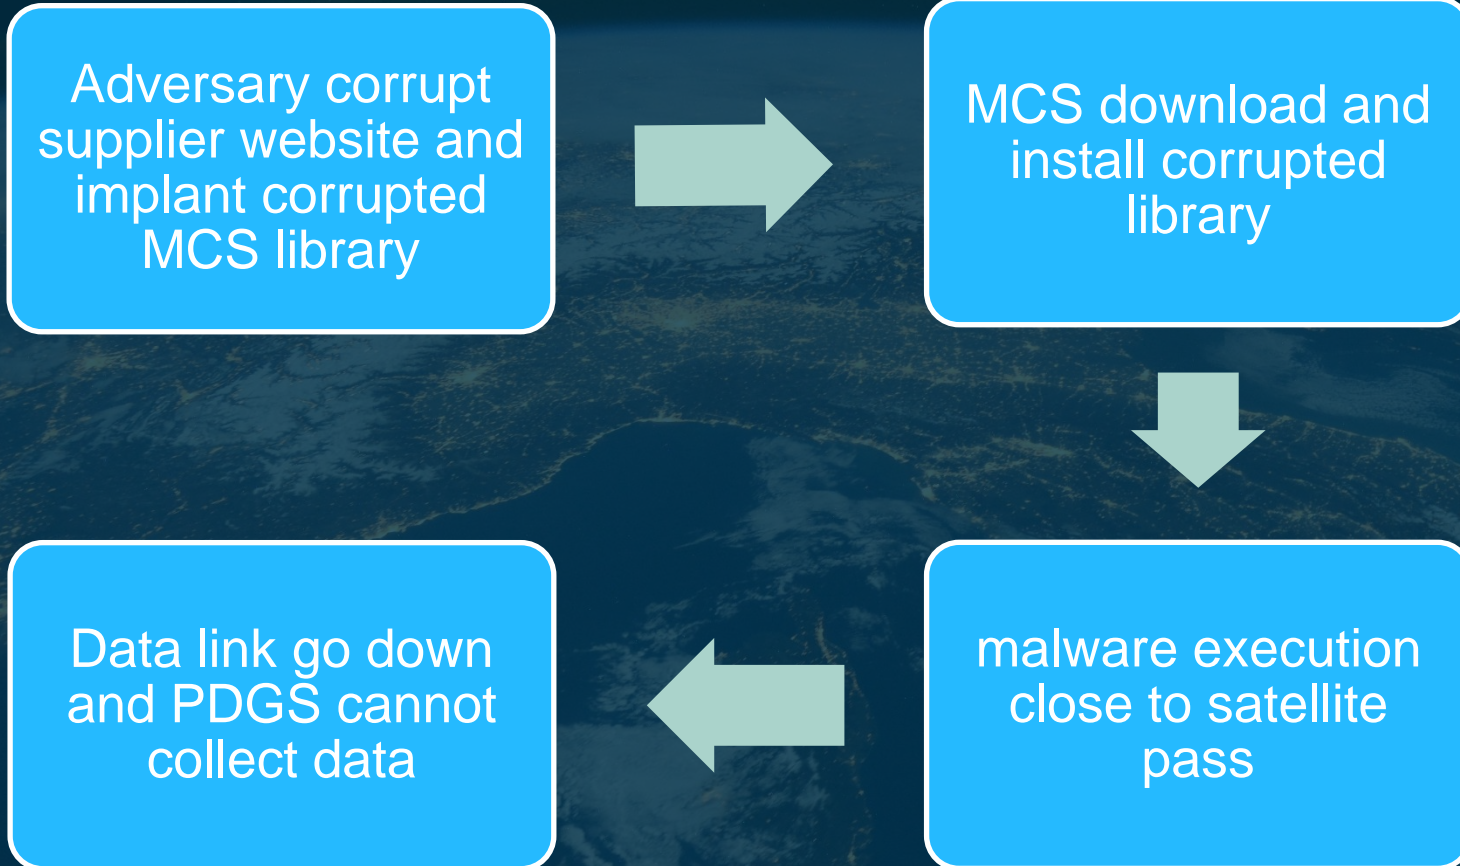 Adversary corrupt
supplier website and
implant corrupted
MCS library
MCS download and
install corrupted
library
malware execution
close to satellite
pass
Data link go down
and PDGS cannot
collect data